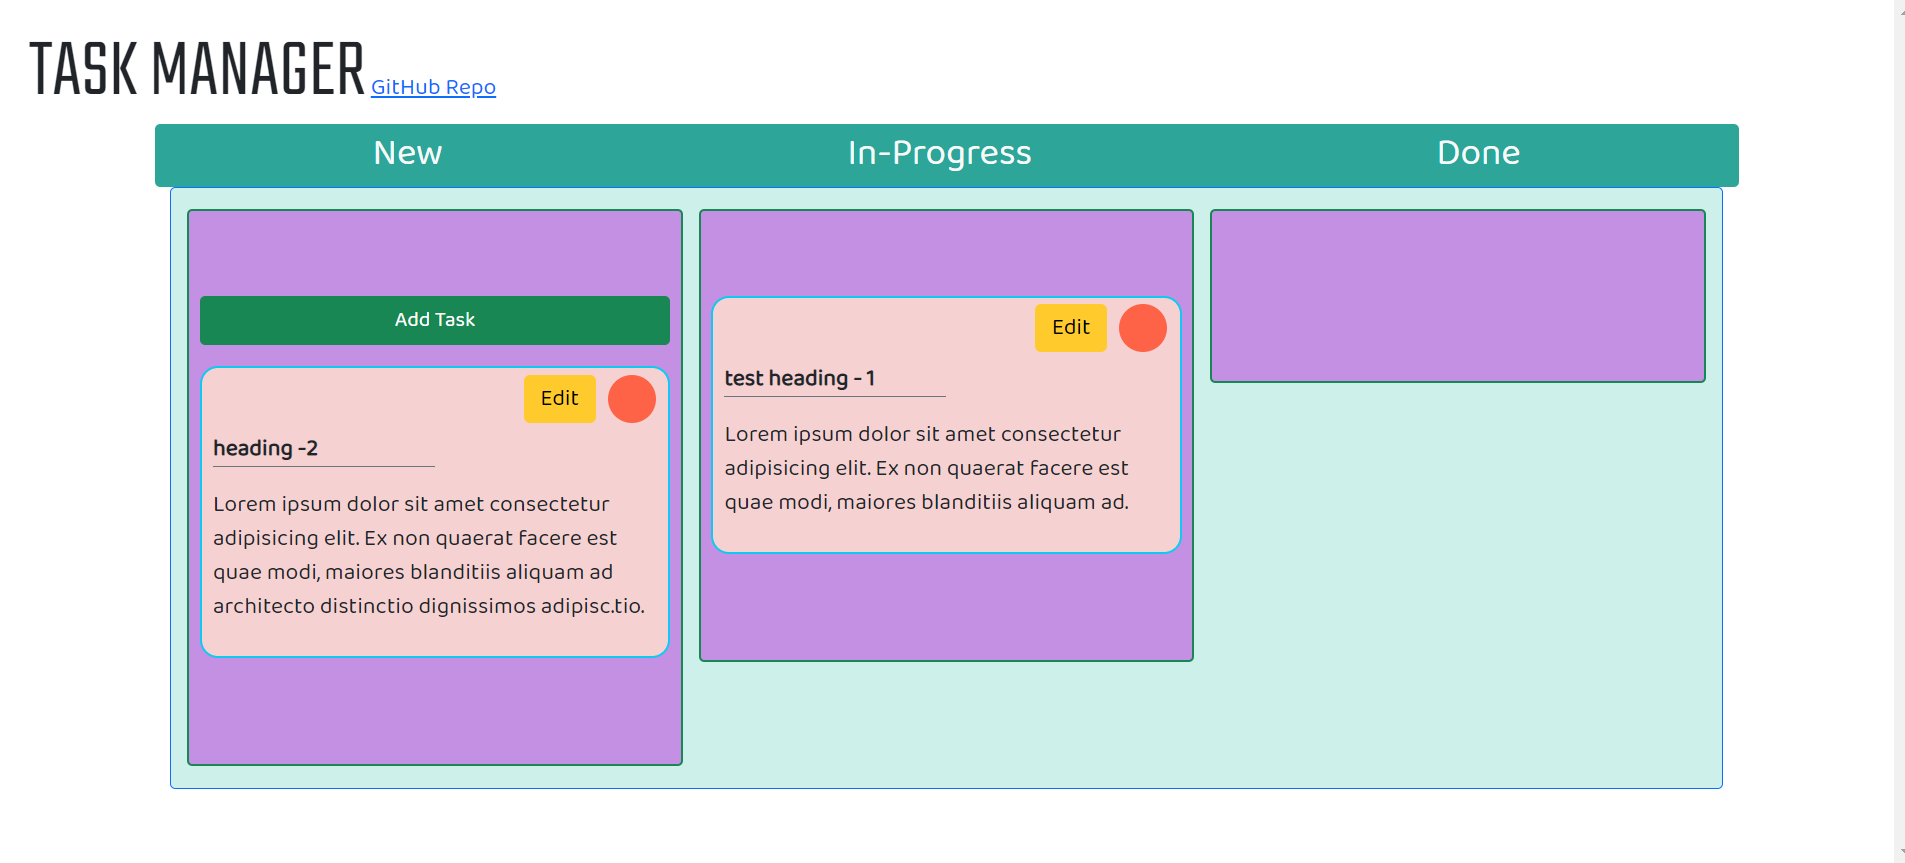 TASK MANAGER GitHub Repo
New In-Progress Done
Add Task
Edit
heading -2
Lorem ipsum dolor sit amet consectetur
adipisicing elit. Ex non quaerat facere est
quae modi, maiores blanditiis aliquam ad
architecto distinctio dignissimos adipisc.tio.
Edit
test heading - 1
Lorem ipsum dolor sit amet consectetur
adipisicing elit. Ex non quaerat facere est
quae modi, maiores blanditiis aliquam ad.